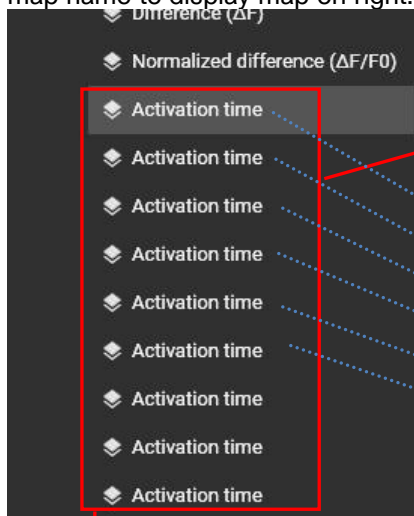 map name to display map on right.
Difference (ΔF)
Normalized difference (ΔF/F0)
Activation time
Activation time
Activation time
Activation time
Activation time
Activation time
Activation time
Activation time
Activation time